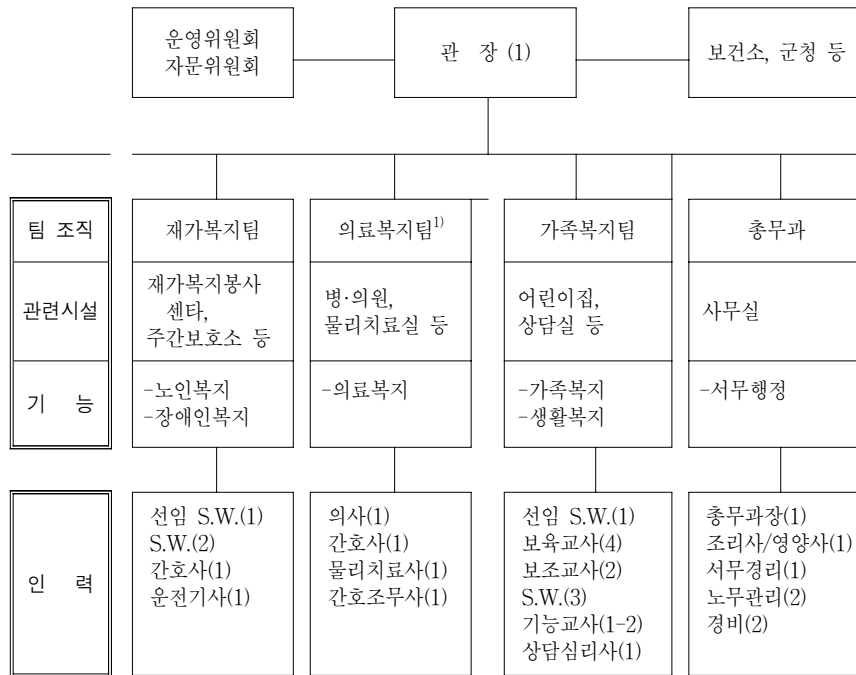 운영위원회
자문위원회
관 장 (1)
보건소, 군청 등
팀 조직
재가복지팀
의료복지팀1)
가족복지팀
총무과
관련시설
재가복지봉사
센타,
주간보호소 등
병·의원,
물리치료실 등
어린이집,
상담실 등
사무실
기 능
-노인복지
-장애인복지
-의료복지
-가족복지
-생활복지
-서무행정
인 력
선임 S.W.(1)
S.W.(2)
간호사(1)
운전기사(1)
의사(1)
간호사(1)
물리치료사(1)
간호조무사(1)
선임 S.W.(1)
보육교사(4)
보조교사(2)
S.W.(3)
기능교사(1-2)
상담심리사(1)
총무과장(1)
조리사/영양사(1)
서무경리(1)
노무관리(2)
경비(2)